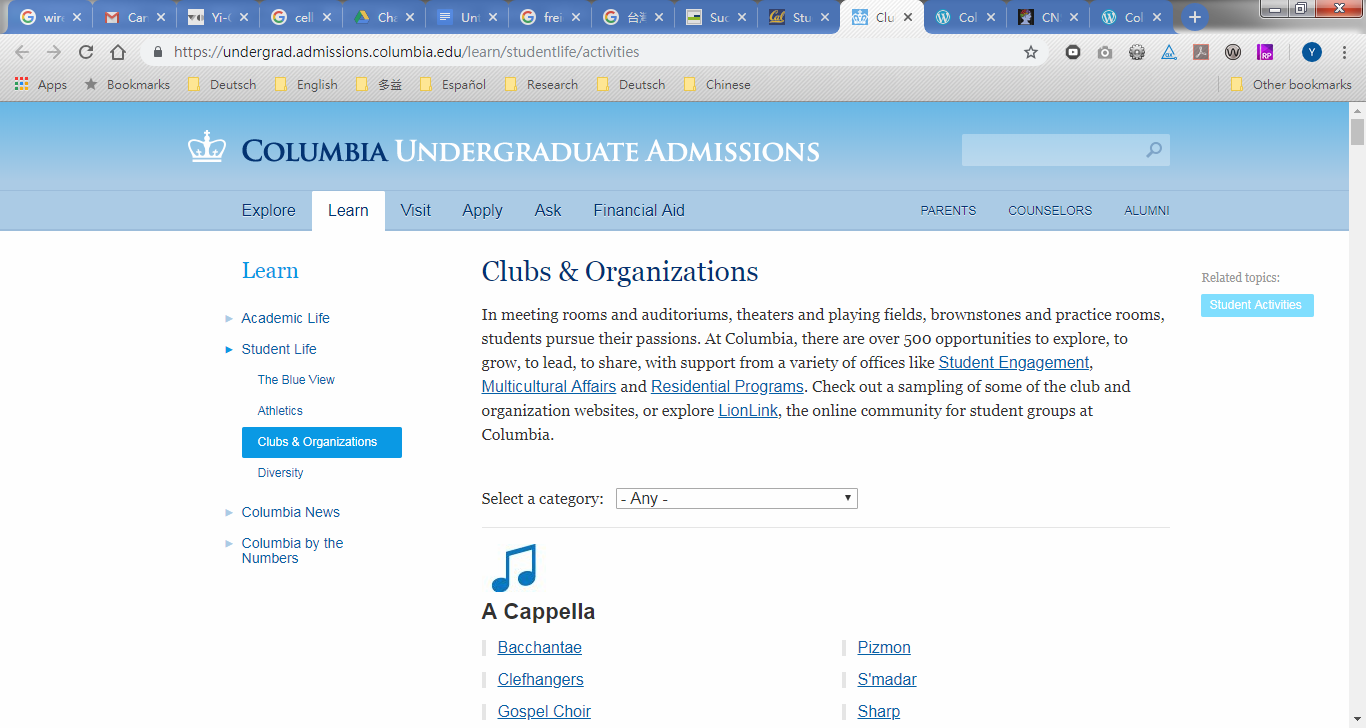 wire
Can
Yi-C
cell
Cha
Unt
frei
台灣
Suc
Cal Stu
Clu
Col
CN
Col
https://undergrad.admissions.columbia.edu/learn/studentlife/activities
Y
Apps Bookmarks Deutsch English 多益 Español Research Deutsch Chinese Other bookmarks
COLUMBIA UNDERGRADUATE ADMISSIONS
Explore Learn Visit Apply Ask Financial Aid PARENTS COUNSELORS ALUMNI
Learn
Academic Life
Student Life
The Blue View
Athletics
Clubs & Organizations
Diversity
Columbia News
Columbia by the
Numbers
Clubs & Organizations
In meeting rooms and auditoriums, theaters and playing fields, brownstones and practice rooms,
students pursue their passions. At Columbia, there are over 500 opportunities to explore, to
grow, to lead, to share, with support from a variety of offices like Student Engagement,
Multicultural Affairs and Residential Programs. Check out a sampling of some of the club and
organization websites, or explore LionLink, the online community for student groups at
Columbia.
Select a category: - Any -
A Cappella
Bacchantae
Clefhangers
Gospel Choir
Pizmon
S'madar
Sharp
Related topics:
Student Activities